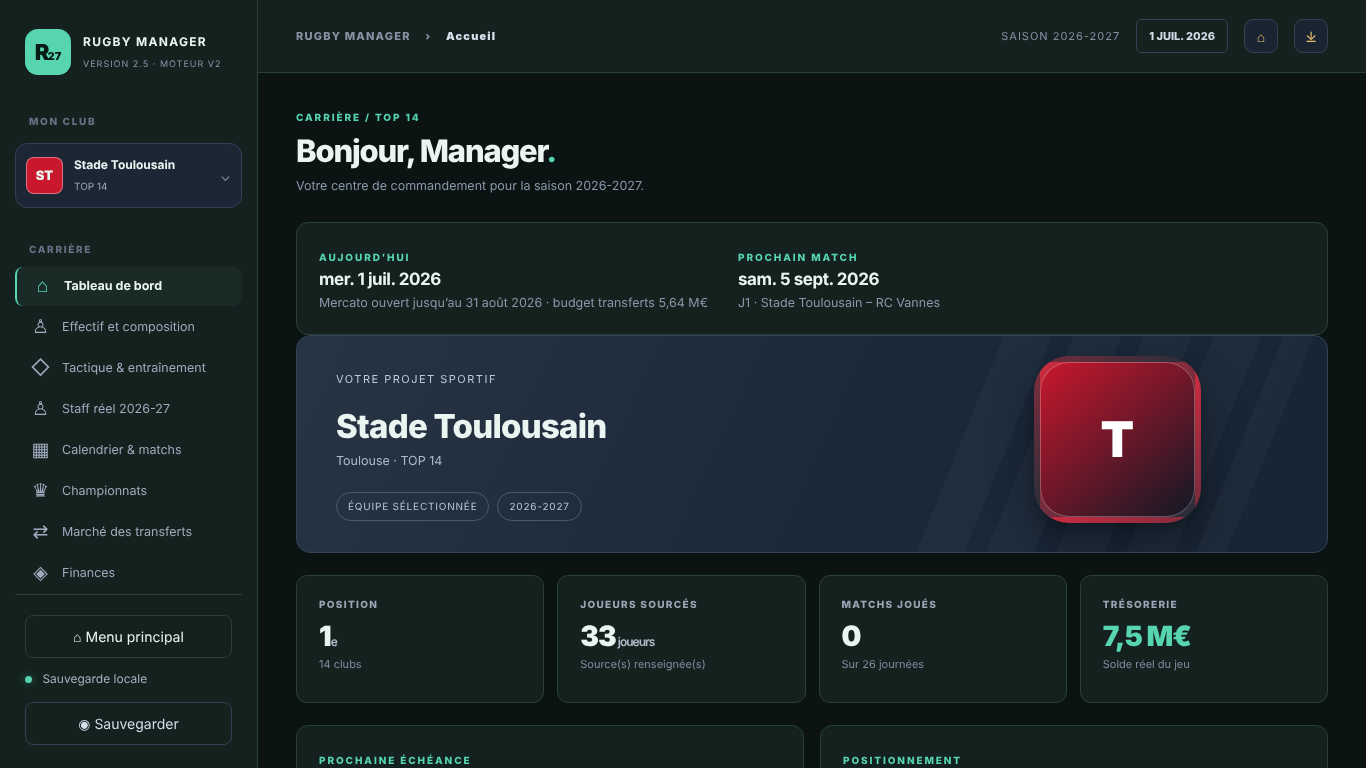 R27
RUGBY MANAGER
VERSION 2.5 · MOTEUR V2
MON CLUB
ST
Stade Toulousain
TOP 14
CARRIÈRE
Tableau de bord
Effectif et composition
Tactique & entraînement
Staff réel 2026-27
Calendrier & matchs
Championnats
Marché des transferts
Finances
Menu principal
Sauvegarde locale
Sauvegarder
RUGBY MANAGER › Accueil
SAISON 2026-2027
1 JUIL. 2026
CARRIÈRE / TOP 14
Bonjour, Manager.
Votre centre de commandement pour la saison 2026-2027.
AUJOURD'HUI
mer. 1 juil. 2026
Mercato ouvert jusqu'au 31 août 2026 · budget transferts 5,64 M€
PROCHAIN MATCH
sam. 5 sept. 2026
J1 · Stade Toulousain – RC Vannes
VOTRE PROJET SPORTIF
Stade Toulousain
Toulouse · TOP 14
ÉQUIPE SÉLECTIONNÉE
2026-2027
T
POSITION
1e
14 clubs
JOUEURS SOURCÉS
33 joueurs
Source(s) renseignée(s)
MATCHS JOUÉS
0
Sur 26 journées
TRÉSORERIE
7,5 M€
Solde réel du jeu
PROCHAINE ÉCHÉANCE
POSITIONNEMENT